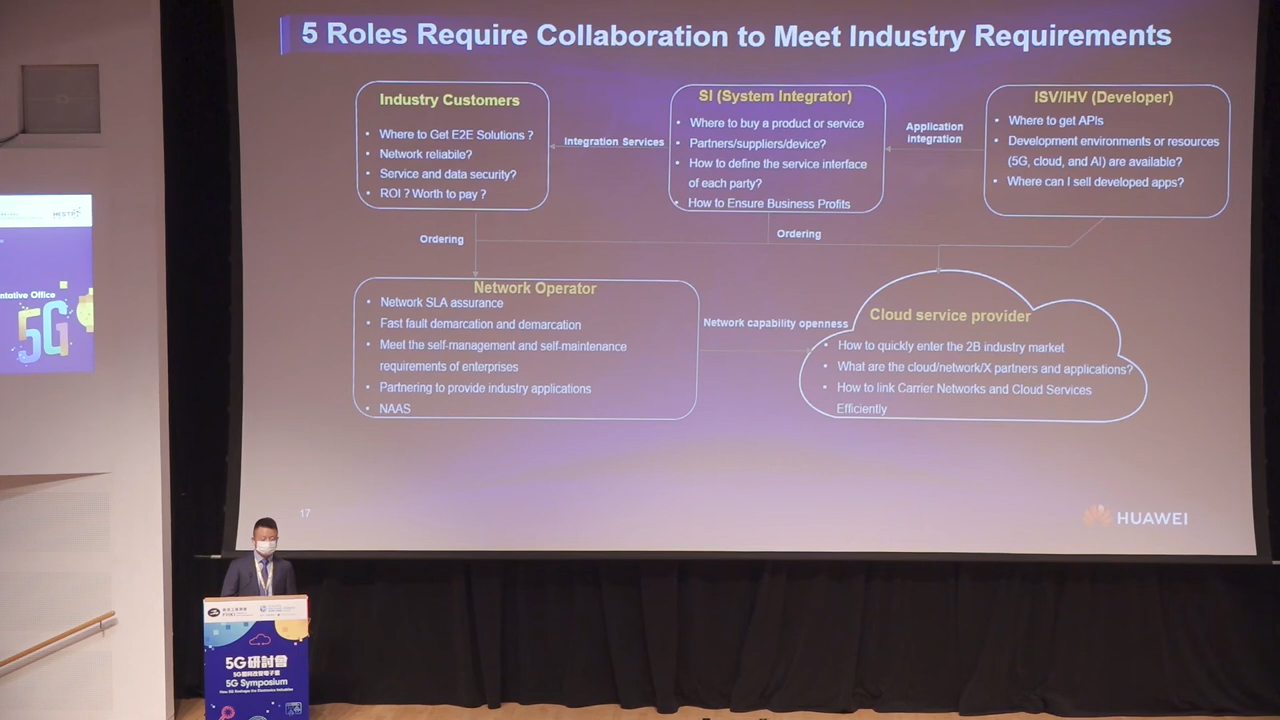 5 Roles Require Collaboration to Meet Industry Requirements
Industry Customers
• Where to Get E2E Solutions ?
• Network reliabile?
• Service and data security?
• ROI ? Worth to pay ?
Integration Services
SI (System Integrator)
• Where to buy a product or service
• Partners/suppliers/device?
• How to define the service interface
of each party?
• How to Ensure Business Profits
Application
integration
ISV/IHV (Developer)
• Where to get APIs
• Development environments or resources
(5G, cloud, and AI) are available?
• Where can I sell developed apps?
Ordering
Ordering
Network Operator
• Network SLA assurance
• Fast fault demarcation and demarcation
• Meet the self-management and self-maintenance
requirements of enterprises
• Partnering to provide industry applications
• NAAS
Network capability openness
Cloud service provider
• How to quickly enter the 2B industry market
• What are the cloud/network/X partners and applications?
• How to link Carrier Networks and Cloud Services
Efficiently
17
HUAWEI
ntative Office
5G
5G研討會
5G Symposium